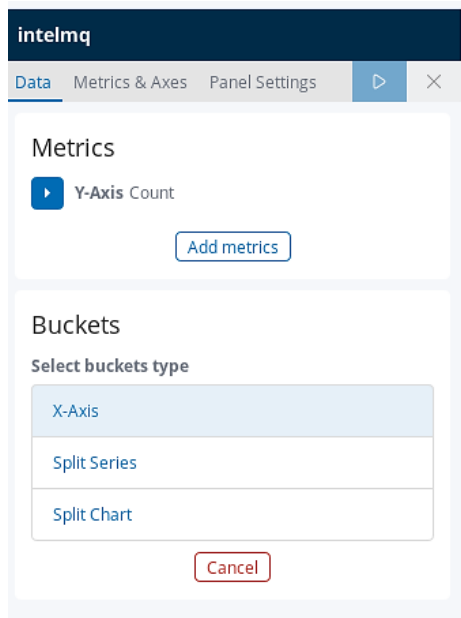 intelmq
Data Metrics & Axes Panel Settings
Metrics
Y-Axis Count
Add metrics
Buckets
Select buckets type
X-Axis
Split Series
Split Chart
Cancel